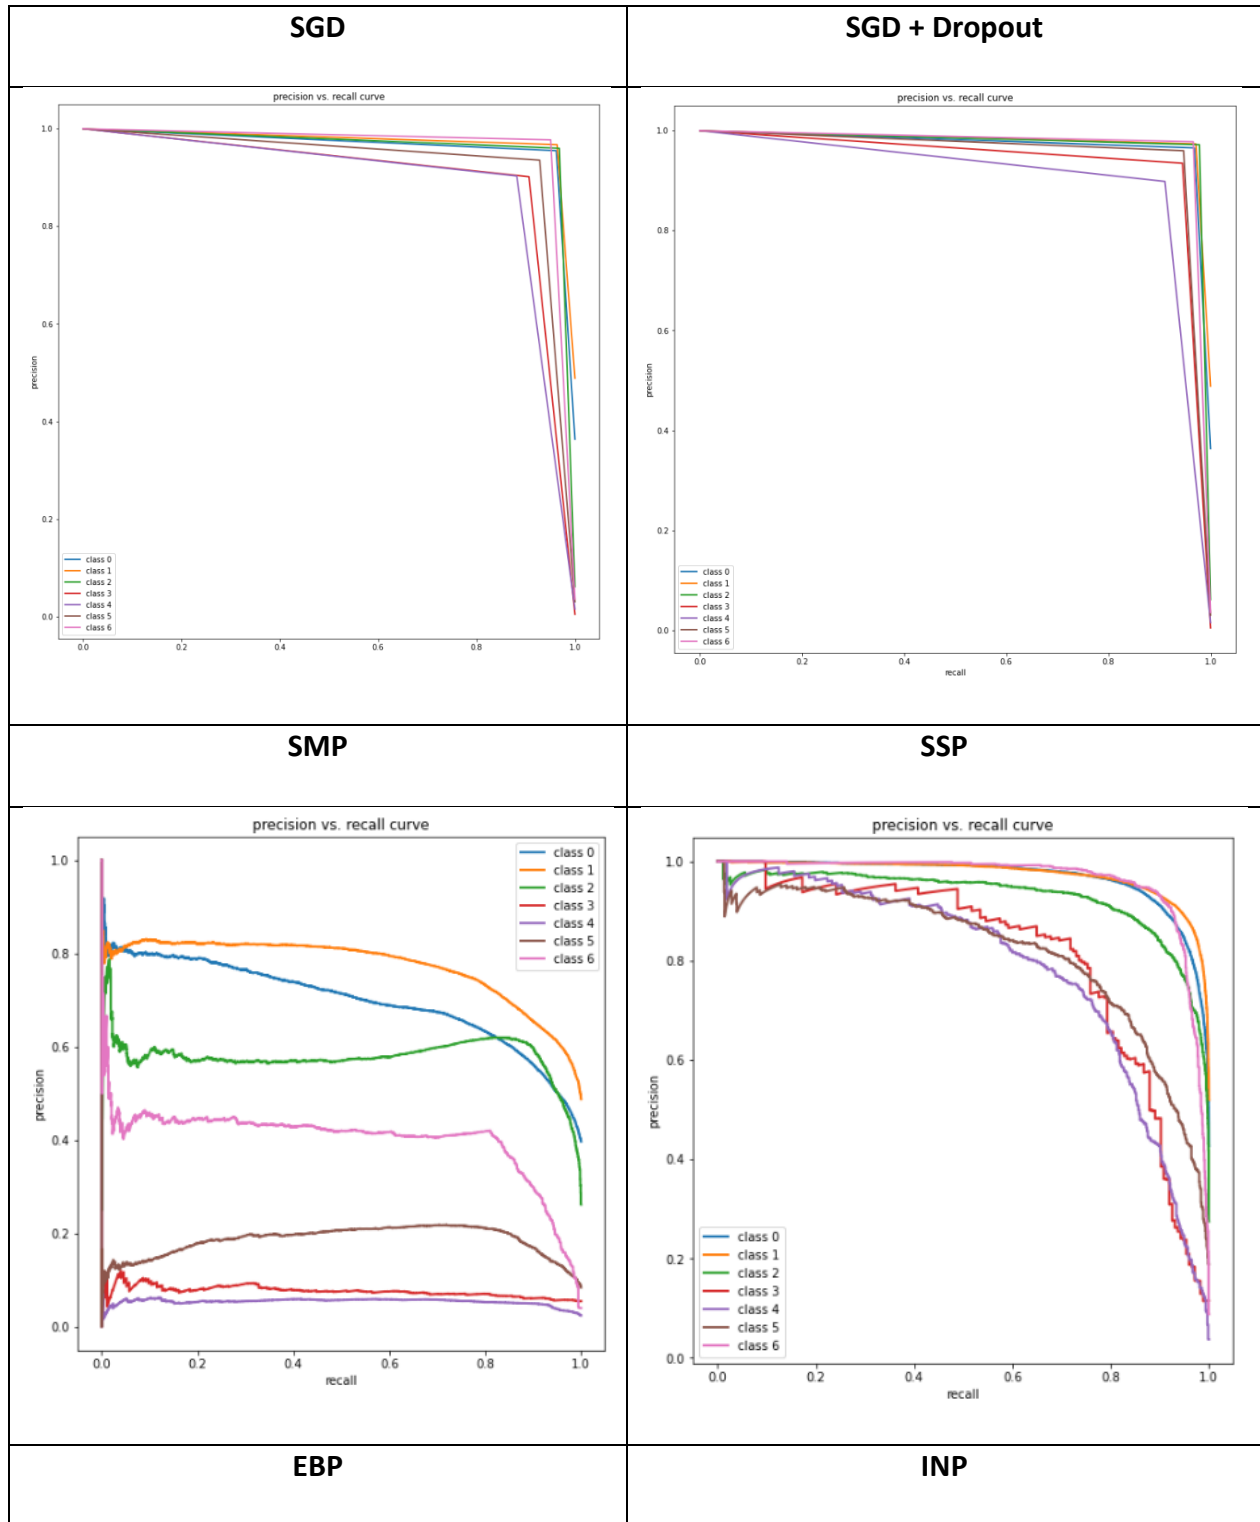 SGD
SGD + Dropout
precision vs. recall curve
1.0
0.8
0.6
0.4
0.2
0.0
precision
class 0
class 1
class 2
class 3
class 4
class 5
class 6
0.0 0.2 0.4 0.6 0.8 1.0
precision vs. recall curve
1.0
0.8
0.6
0.4
0.2
0.0
precision
class 0
class 1
class 2
class 3
class 4
class 5
class 6
0.0 0.2 0.4 0.6 0.8 1.0
recall
SMP
SSP
precision vs. recall curve
1.0
0.8
0.6
0.4
0.2
0.0
precision
class 0
class 1
class 2
class 3
class 4
class 5
class 6
0.0 0.2 0.4 0.6 0.8 1.0
recall
precision vs. recall curve
1.0
0.8
0.6
0.4
0.2
0.0
precision
class 0
class 1
class 2
class 3
class 4
class 5
class 6
0.0 0.2 0.4 0.6 0.8 1.0
recall
EBP
INP